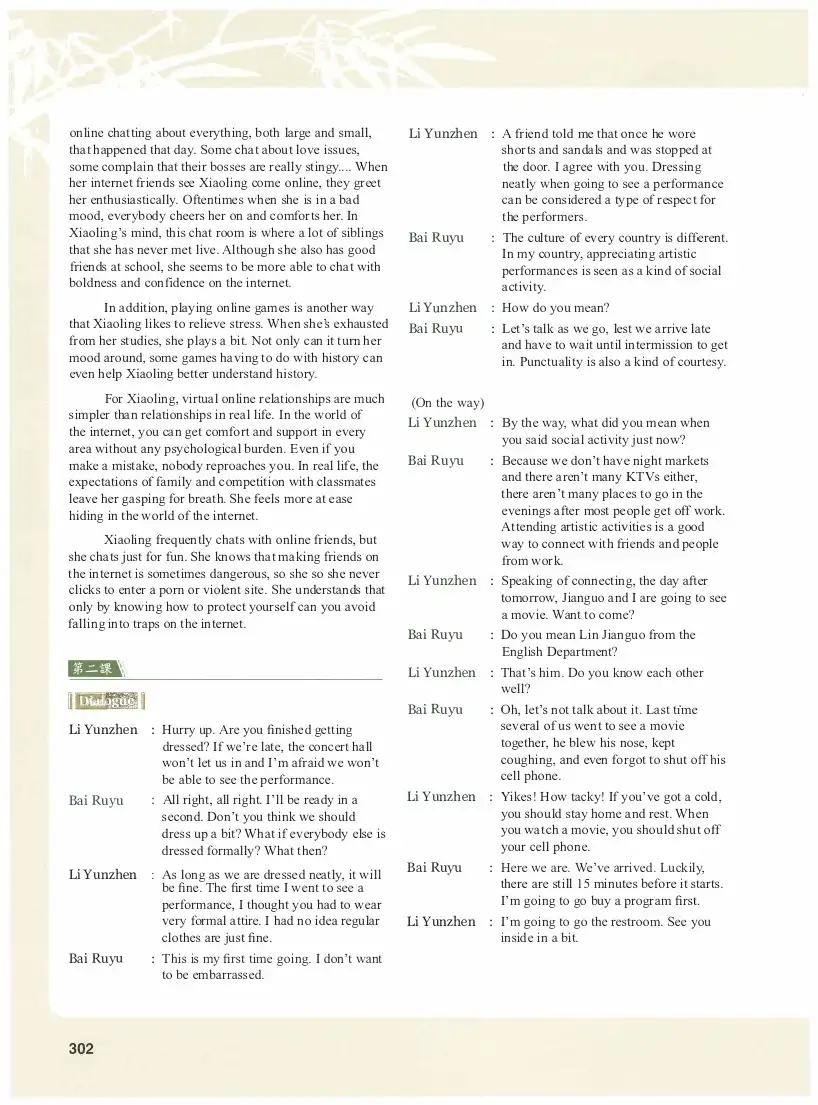 online chatting about everything, both large and small,
that happened that day. Some chat about love issues,
some complain that their bosses are really stingy.... When
her internet friends see Xiaoling come online, they greet
her enthusiastically. Oftentimes when she is in a bad
mood, everybody cheers her on and comforts her. In
Xiaoling's mind, this chat room is where a lot of siblings
that she has never met live. Although she also has good
friends at school, she seems to be more able to chat with
boldness and confidence on the internet.
In addition, playing online games is another way
that Xiaoling likes to relieve stress. When she's exhausted
from her studies, she plays a bit. Not only can it turn her
mood around, some games having to do with history can
even help Xiaoling better understand history.
For Xiaoling, virtual online relationships are much
simpler than relationships in real life. In the world of
the internet, you can get comfort and support in every
area without any psychological burden. Even if you
make a mistake, nobody reproaches you. In real life, the
expectations of family and competition with classmates
leave her gasping for breath. She feels more at ease
hiding in the world of the internet.
Xiaoling frequently chats with online friends, but
she chats just for fun. She knows that making friends on
the internet is sometimes dangerous, so she so she never
clicks to enter a porn or violent site. She understands that
only by knowing how to protect yourself can you avoid
falling into traps on the internet.
第二課
Dialogue
Li Yunzhen : Hurry up. Are you finished getting
dressed? If we're late, the concert hall
won't let us in and I'm afraid we won't
be able to see the performance.
Bai Ruyu : All right, all right. I'll be ready in a
second. Don't you think we should
dress up a bit? What if everybody else is
dressed formally? What then?
Li Yunzhen : As long as we are dressed neatly, it will
be fine. The first time I went to see a
performance, I thought you had to wear
very formal attire. I had no idea regular
clothes are just fine.
Bai Ruyu : This is my first time going. I don't want
to be embarrassed.
Li Yunzhen : A friend told me that once he wore
shorts and sandals and was stopped at
the door. I agree with you. Dressing
neatly when going to see a performance
can be considered a type of respect for
the performers.
Bai Ruyu : The culture of every country is different.
In my country, appreciating artistic
performances is seen as a kind of social
activity.
Li Yunzhen : How do you mean?
Bai Ruyu : Let's talk as we go, lest we arrive late
and have to wait until intermission to get
in. Punctuality is also a kind of courtesy.
(On the way)
Li Yunzhen : By the way, what did you mean when
you said social activity just now?
Bai Ruyu : Because we don't have night markets
and there aren't many KTVs either,
there aren't many places to go in the
evenings after most people get off work.
Attending artistic activities is a good
way to connect with friends and people
from work.
Li Yunzhen : Speaking of connecting, the day after
tomorrow, Jianguo and I are going to see
a movie. Want to come?
Bai Ruyu : Do you mean Lin Jianguo from the
English Department?
Li Yunzhen : That's him. Do you know each other
well?
Bai Ruyu : Oh, let's not talk about it. Last time
several of us went to see a movie
together, he blew his nose, kept
coughing, and even forgot to shut off his
cell phone.
Li Yunzhen : Yikes! How tacky! If you've got a cold,
you should stay home and rest. When
you watch a movie, you should shut off
your cell phone.
Bai Ruyu : Here we are. We've arrived. Luckily,
there are still 15 minutes before it starts.
I'm going to go buy a program first.
Li Yunzhen : I'm going to go the restroom. See you
inside in a bit.
302